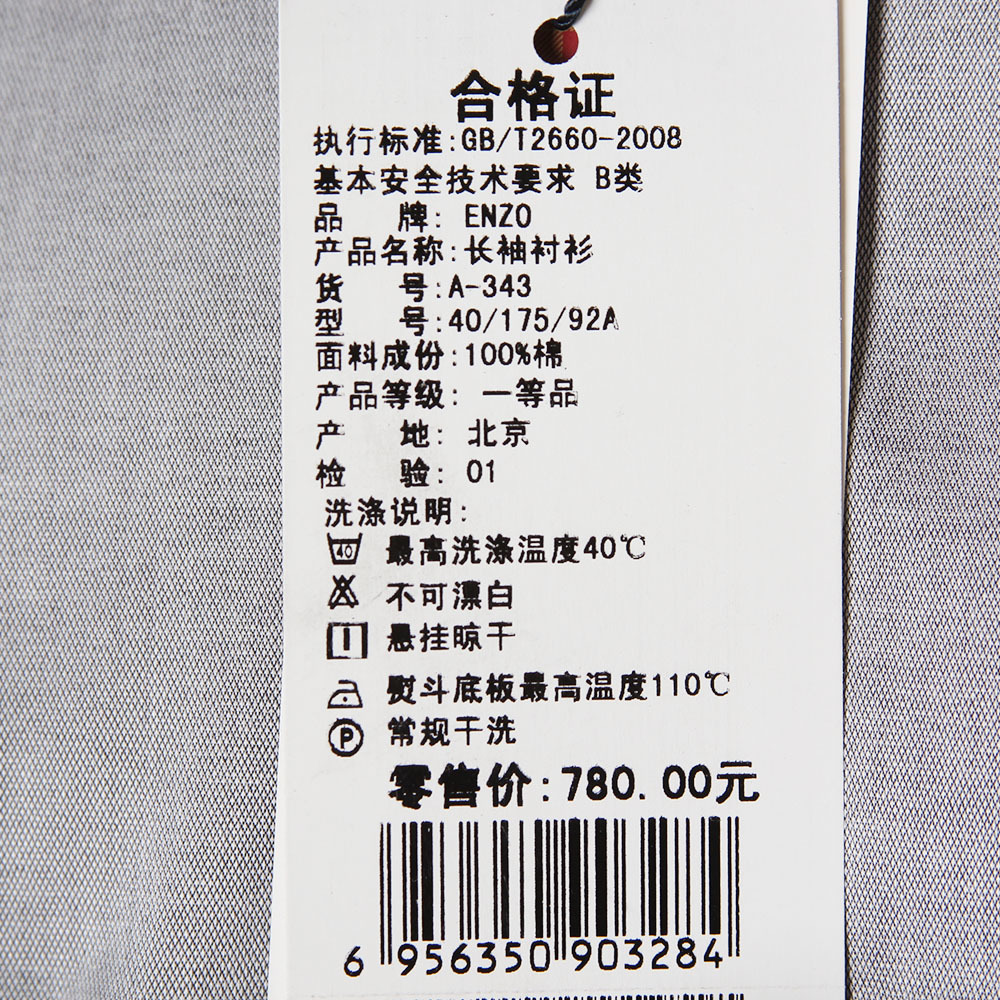 合格证
执行标准:GB/T2660-2008
基本安全技术要求 B类
品 牌: ENZO
产品名称:长袖衬衫
货 号:A-343
型 号:40/175/92A
面料成份:100%棉
产品等级: 一等品
产 地: 北京
检 验: 01
洗涤说明:
40 最高洗涤温度40℃
不可漂白
悬挂晾干
熨斗底板最高温度110℃
P 常规干洗
零售价:780.00元
6 956350 903284